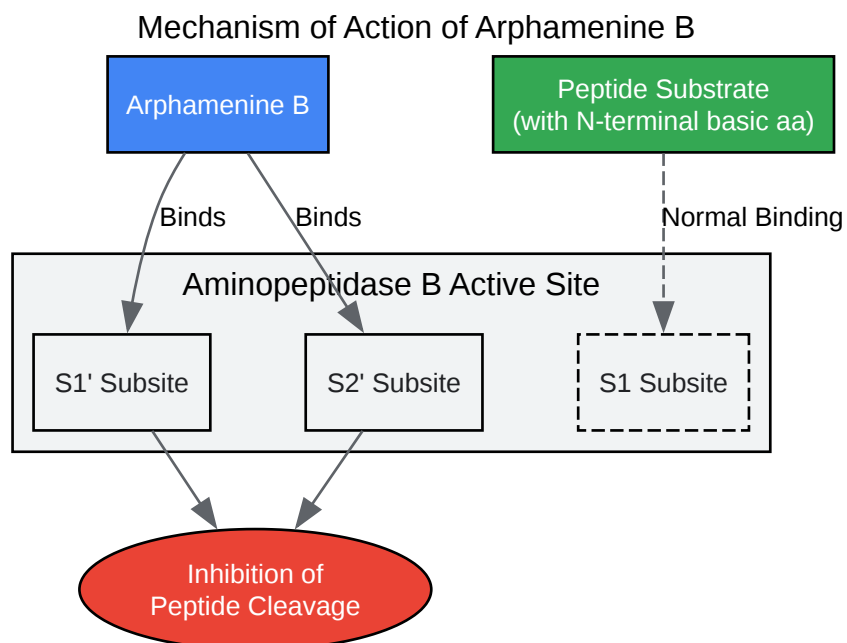 Mechanism of Action of Arphamenine B
Arphamenine B
Peptide Substrate
(with N-terminal basic aa)
Binds
Binds
Normal Binding
Aminopeptidase B Active Site
S1' Subsite
S2' Subsite
S1 Subsite
Inhibition of
Peptide Cleavage